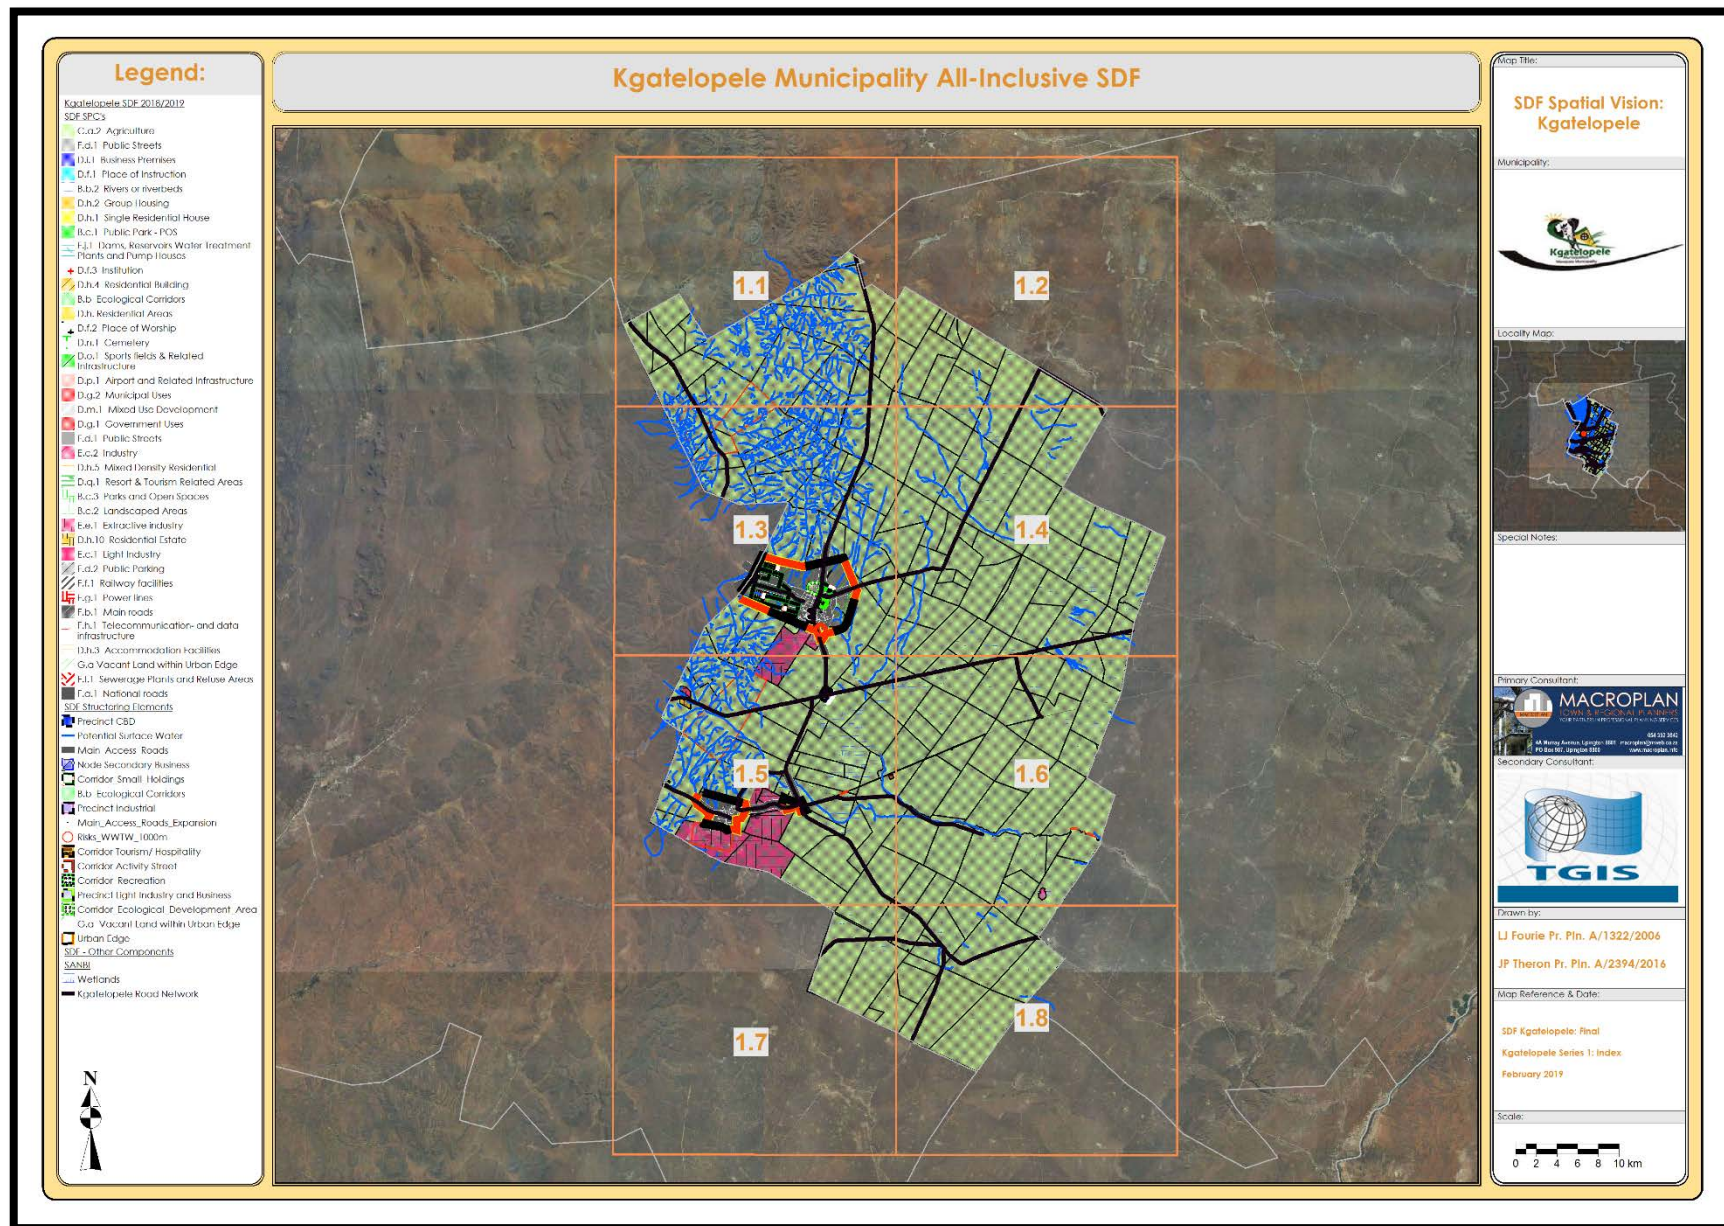 Legend:
Kgatelopele SDF 2018/2019
SDF SPC's
C.a.2 Agriculture
F.d.1 Public Streets
D.i.1 Business Premises
D.f.1 Place of Instruction
B.b.2 Rivers or riverbeds
D.h.2 Group Housing
D.h.1 Single Residential House
B.c.1 Public Park - POS
F.j.1 Dams, Reservoirs Water Treatment
Plants and Pump Houses
D.f.3 Institution
D.h.4 Residential Building
B.b Ecological Corridors
D.h. Residential Areas
D.f.2 Place of Worship
D.n.1 Cemetery
D.o.1 Sports fields & Related
Infrastructure
D.p.1 Airport and Related Infrastructure
D.g.2 Municipal Uses
D.m.1 Mixed Use Development
D.g.1 Government Uses
F.d.1 Public Streets
E.c.2 Industry
D.h.5 Mixed Density Residential
D.q.1 Resort & Tourism Related Areas
B.c.3 Parks and Open Spaces
B.c.2 Landscaped Areas
E.e.1 Extractive industry
D.h.10 Residential Estate
E.c.1 Light Industry
F.d.2 Public Parking
F.f.1 Railway facilities
F.g.1 Power lines
F.b.1 Main roads
F.h.1 Telecommunication- and data
infrastructure
D.h.3 Accommodation Facilities
G.a Vacant Land within Urban Edge
F.i.1 Sewerage Plants and Refuse Areas
F.a.1 National roads
SDF Structuring Elements
Precinct CBD
Potential Surface Water
Main Access Roads
Node Secondary Business
Corridor Small Holdings
B.b Ecological Corridors
Precinct Industrial
Main_Access_Roads_Expansion
Risks_WWTW_1000m
Corridor Tourism/ Hospitality
Corridor Activity Street
Corridor Recreation
Precinct Light Industry and Business
Corridor Ecological Development Area
G.a Vacant Land within Urban Edge
Urban Edge
SDF - Other Components
SANBI
Wetlands
Kgatelopele Road Network
N
Kgatelopele Municipality All-Inclusive SDF
1.1
1.2
1.3
1.4
1.5
1.6
1.7
1.8
Map Title:
SDF Spatial Vision:
Kgatelopele
Municipality:
Kgatelopele
Locality Map:
Special Notes:
Primary Consultant:
MACROPLAN
TOWN & REGIONAL PLANNERS
Secondary Consultant:
TGIS
Drawn by:
LJ Fourie Pr. Pln. A/1322/2006
JP Theron Pr. Pln. A/2394/2016
Map Reference & Date:
SDF Kgatelopele: Final
Kgatelopele Series 1: Index
February 2019
Scale:
0 2 4 6 8 10 km